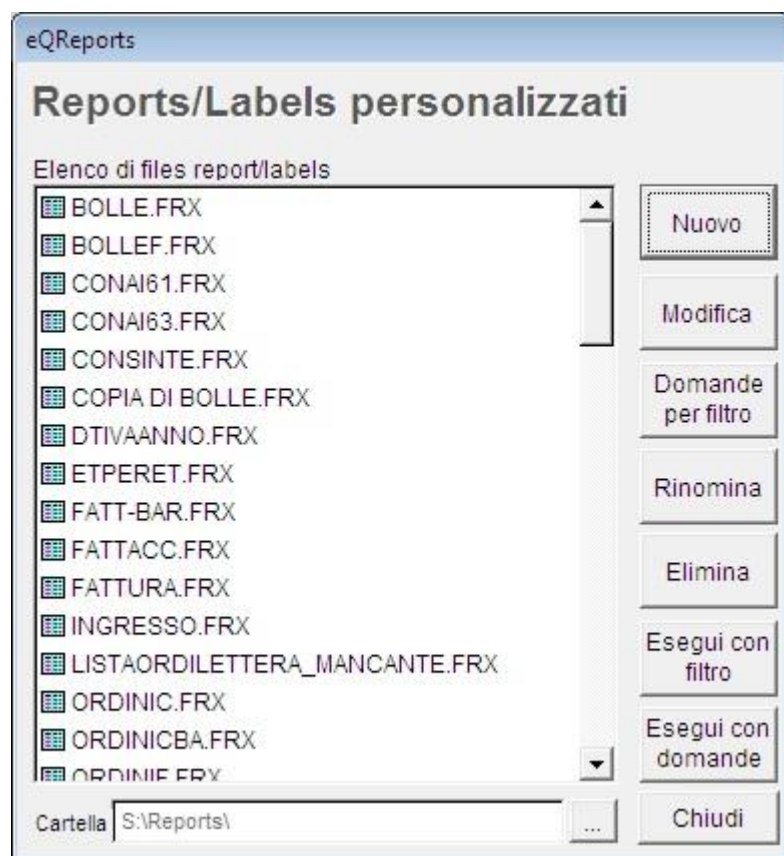 eQReports
Reports/Labels personalizzati
Elenco di files report/labels
BOLLE.FRX
BOLLEF.FRX
CONAI61.FRX
CONAI63.FRX
CONSINTE.FRX
COPIA DI BOLLE.FRX
DTIVAANNO.FRX
ETPERET.FRX
FATT-BAR.FRX
FATTACC.FRX
FATTURA.FRX
INGRESSO.FRX
LISTAORDILETTERA_MANCANTE.FRX
ORDINIC.FRX
ORDINICBA.FRX
ORDINIF.FRX
Nuovo
Modifica
Domande
per filtro
Rinomina
Elimina
Esegui con
filtro
Esegui con
domande
Cartella S:\Reports\ ...
Chiudi